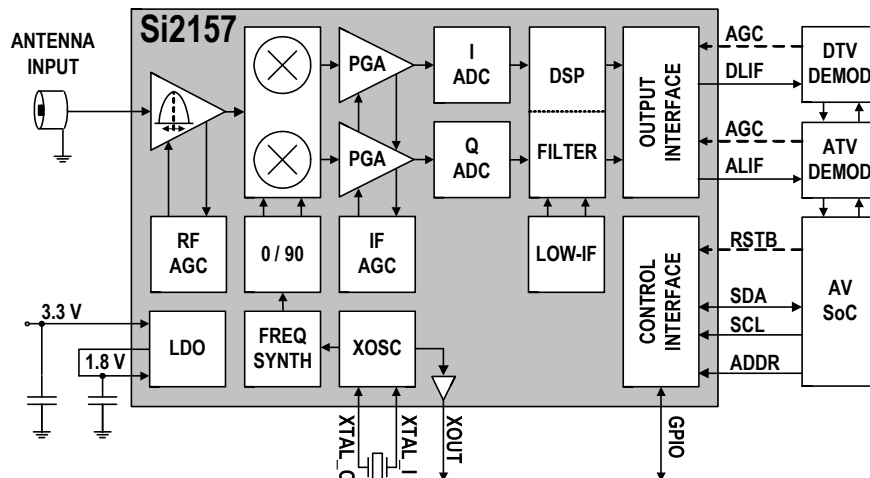 Si2157
ANTENNA
INPUT
PGA
I
ADC
DSP
FILTER
PGA
Q
ADC
OUTPUT
INTERFACE
AGC
DLIF
AGC
ALIF
DTV
DEMOD
ATV
DEMOD
RF
AGC
0 / 90
IF
AGC
LOW-IF
CONTROL
INTERFACE
RSTB
SDA
SCL
ADDR
AV
SoC
3.3 V
1.8 V
LDO
FREQ
SYNTH
XOSC
XTAL_O
XTAL_I
XOUT
GPIO